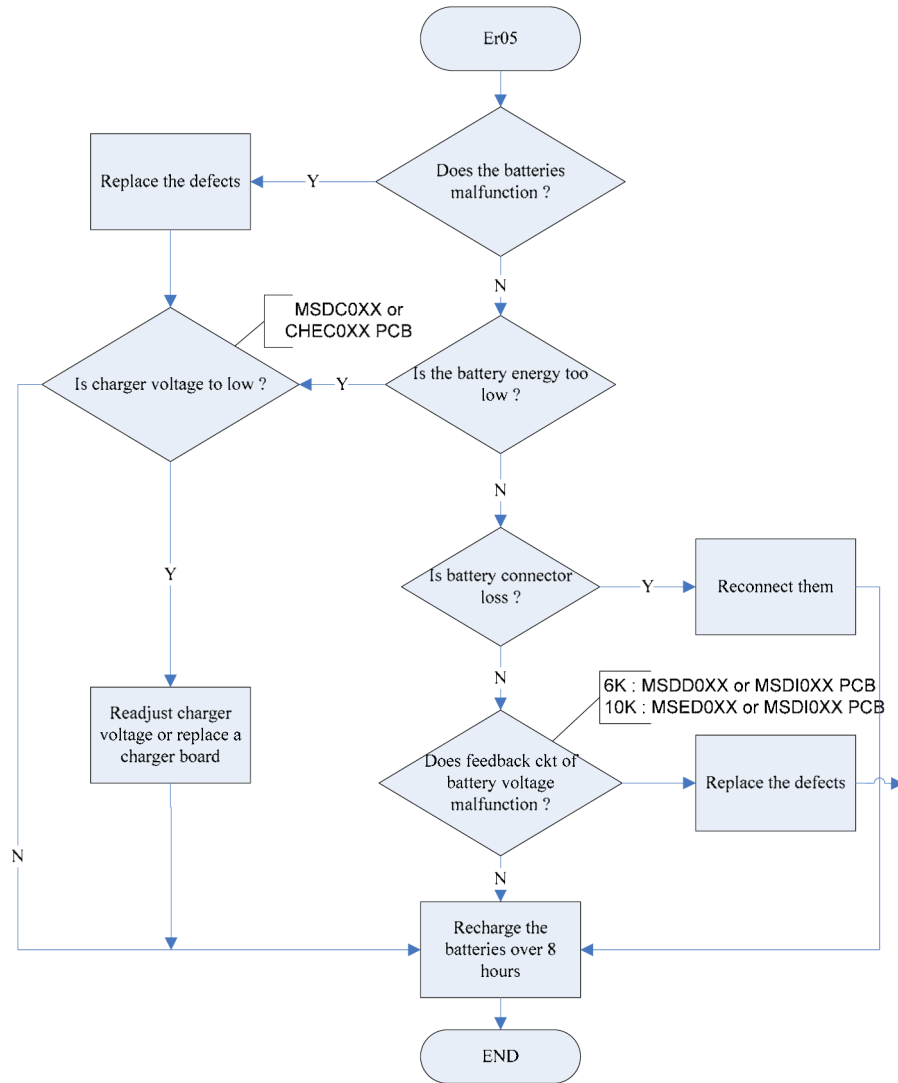 Er05
Does the batteries
malfunction ?
Y
Replace the defects
N
MSDC0XX or
CHEC0XX PCB
Is charger voltage to low ?
Y
Is the battery energy too
low ?
N
Y
Is battery connector
loss ?
Y
Reconnect them
N
6K : MSDD0XX or MSDI0XX PCB
10K : MSED0XX or MSDI0XX PCB
Readjust charger
voltage or replace a
charger board
Does feedback ckt of
battery voltage
malfunction ?
Replace the defects
N
N
Recharge the
batteries over 8
hours
END